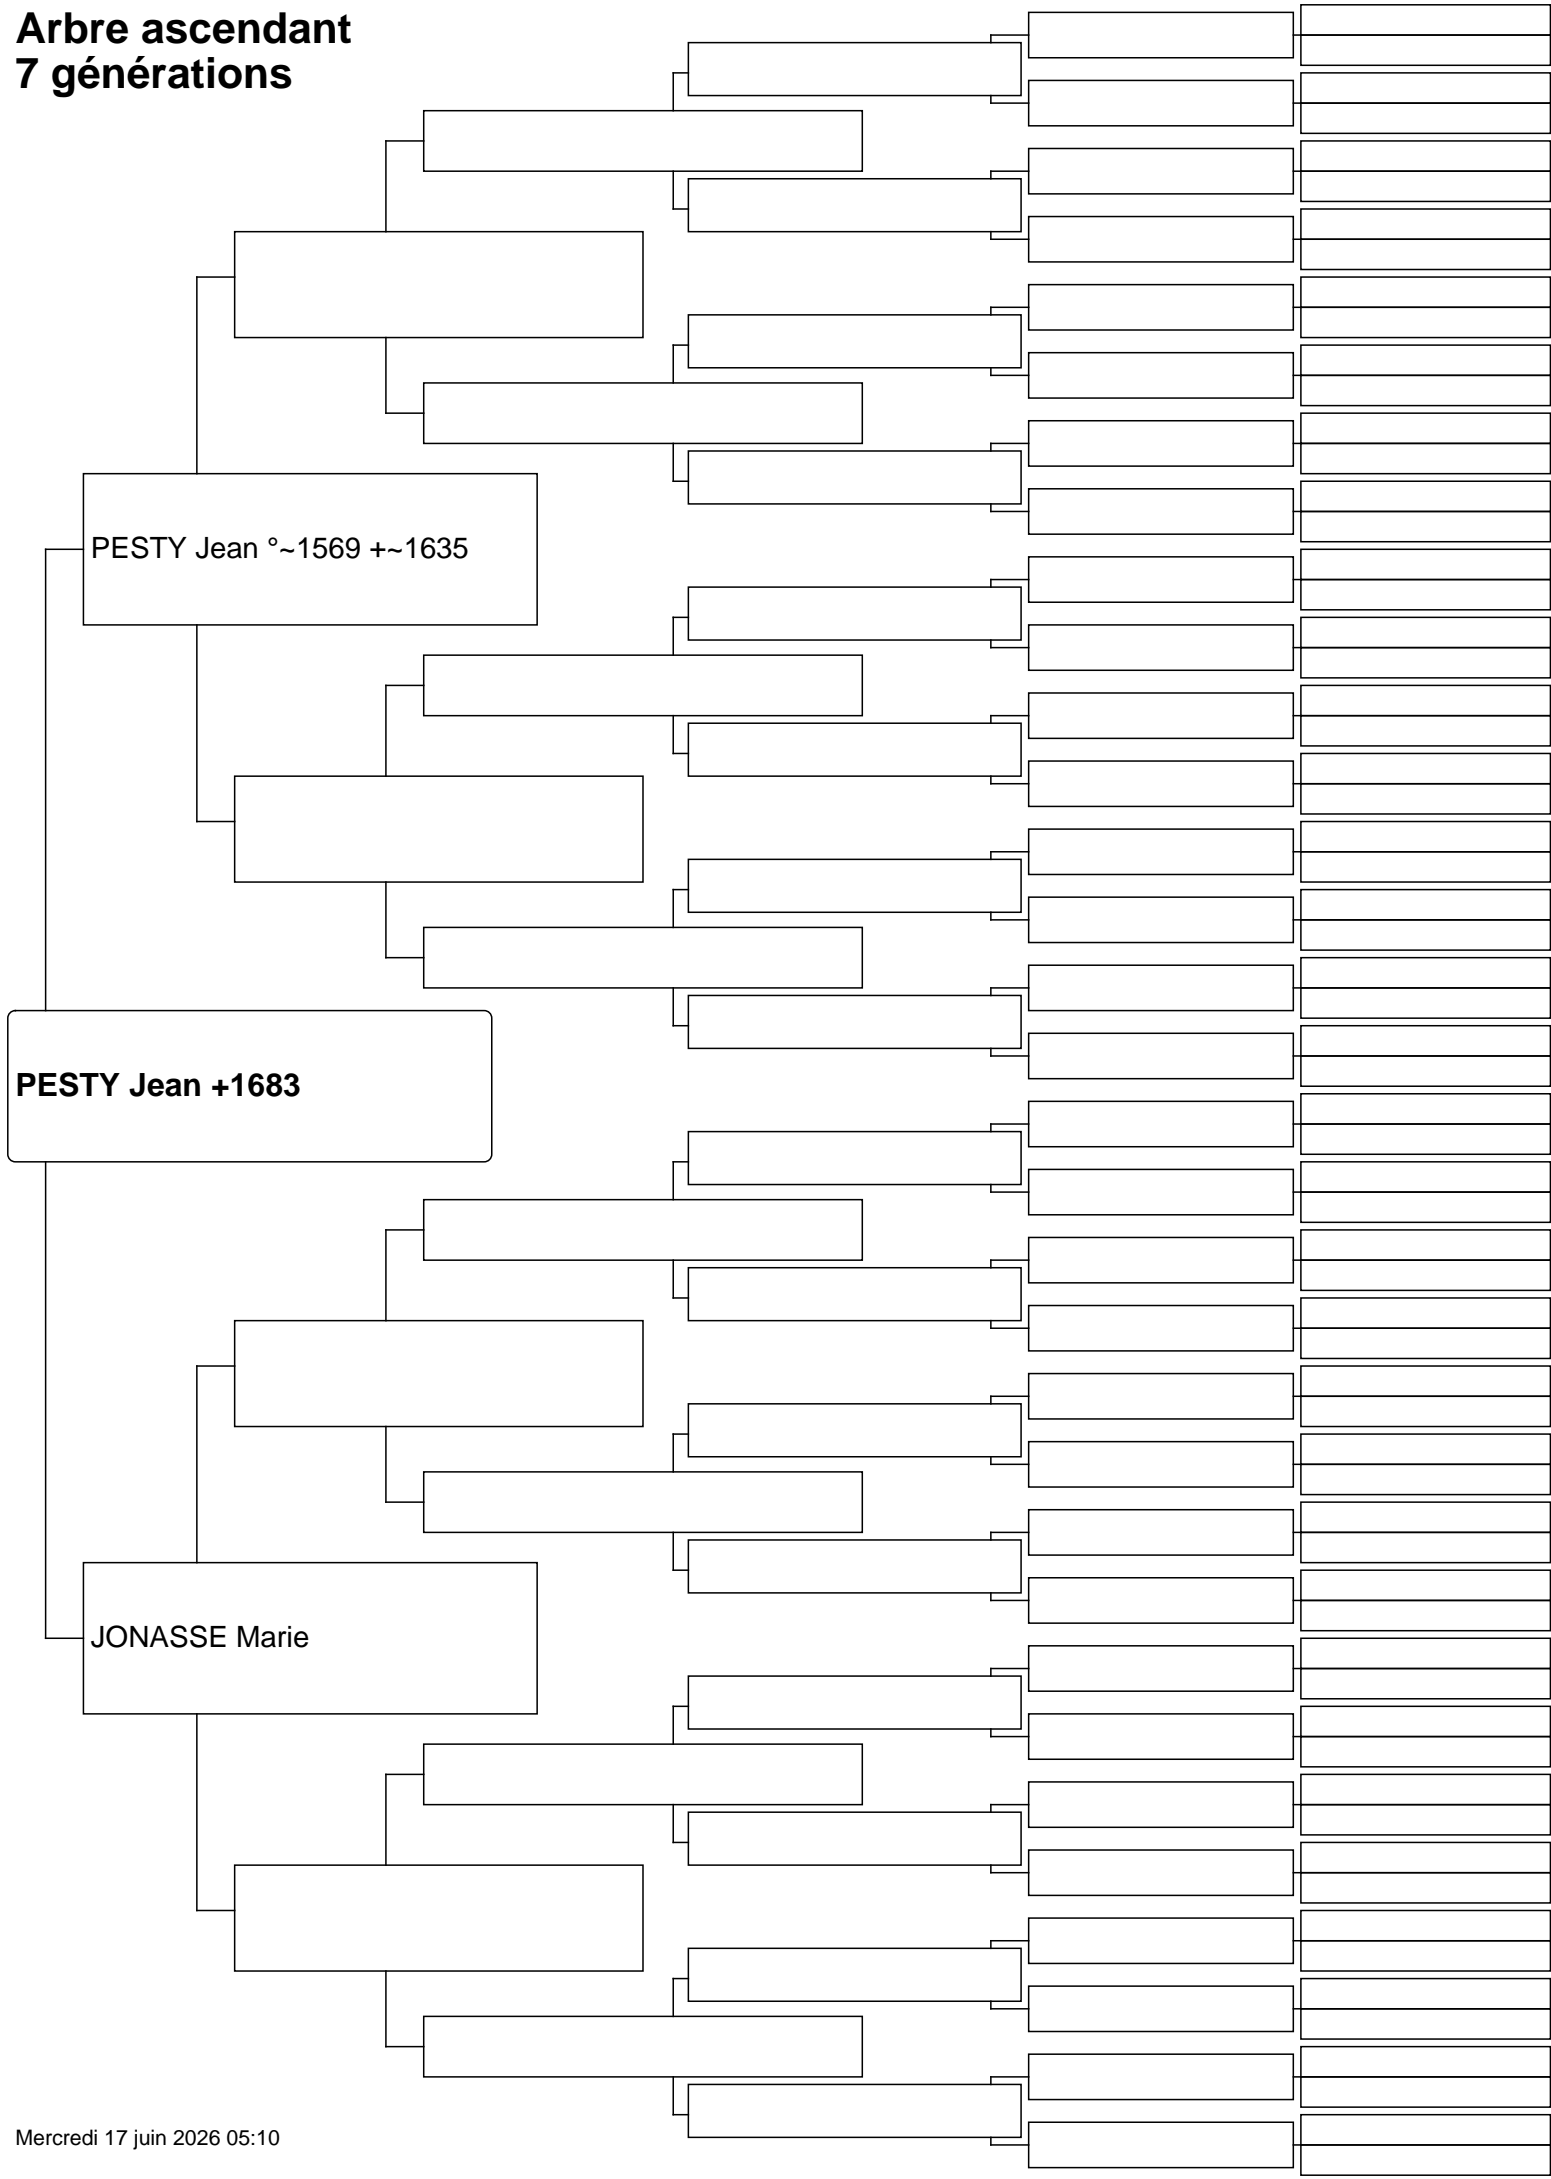 Arbre ascendant
7 générations
PESTY Jean °~1569 +~1635
PESTY Jean +1683
JONASSE Marie
Mercredi 17 juin 2026 05:10